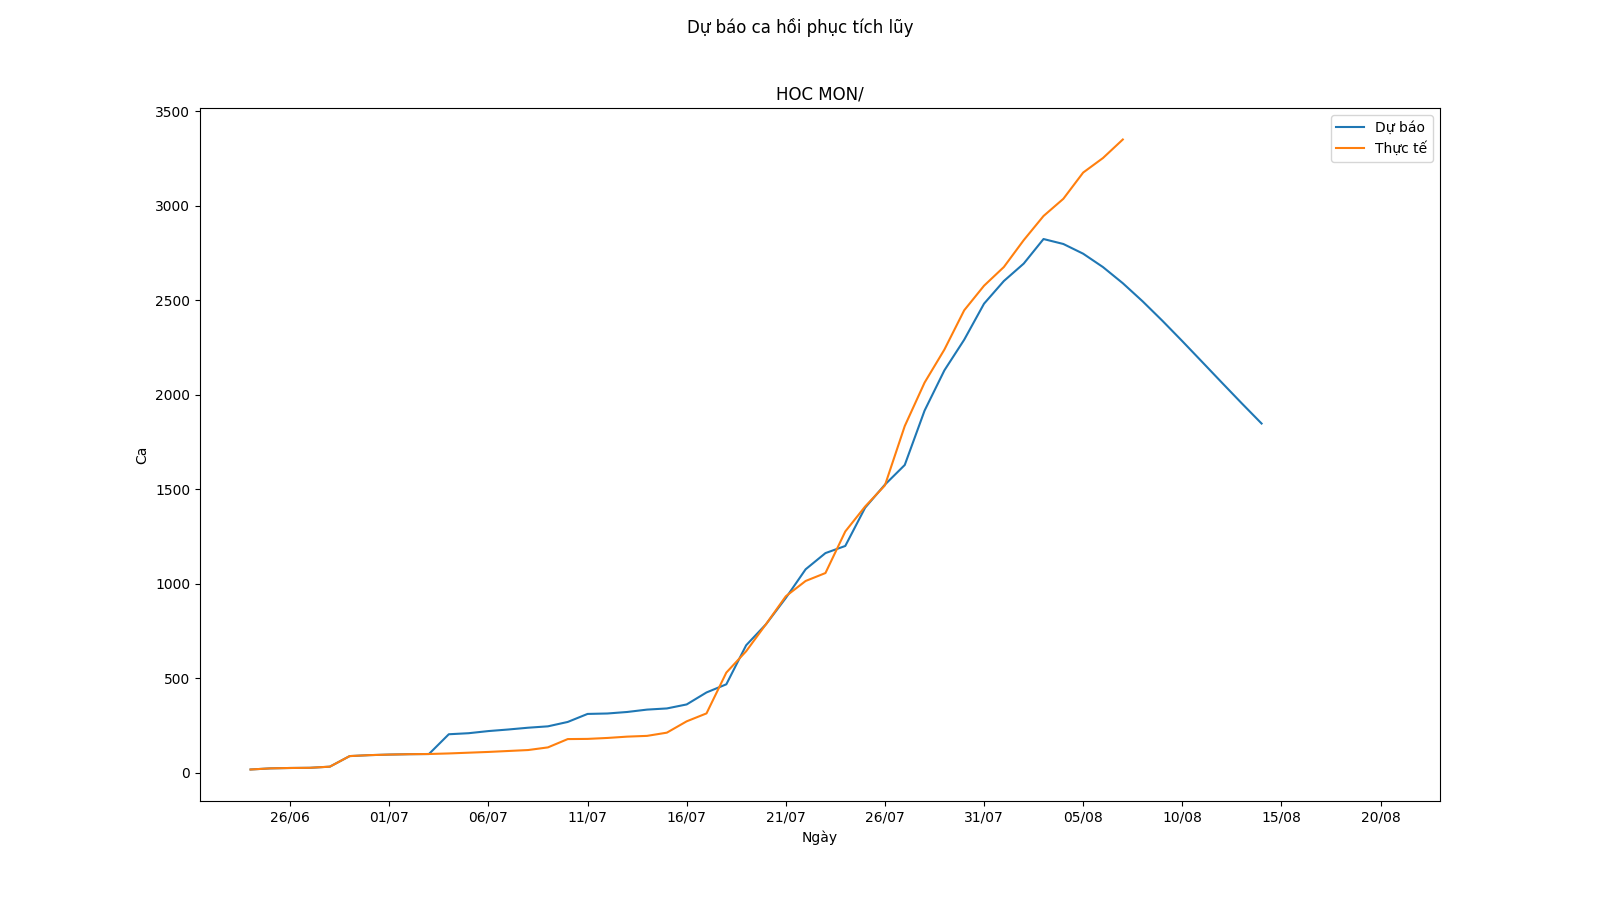 Dự báo ca hồi phục tích lũy
HOC MON/
Dự báo
Thực tế
3500
3000
2500
2000
1500
1000
500
0
Ca
26/06 01/07 06/07 11/07 16/07 21/07 26/07 31/07 05/08 10/08 15/08 20/08
Ngày